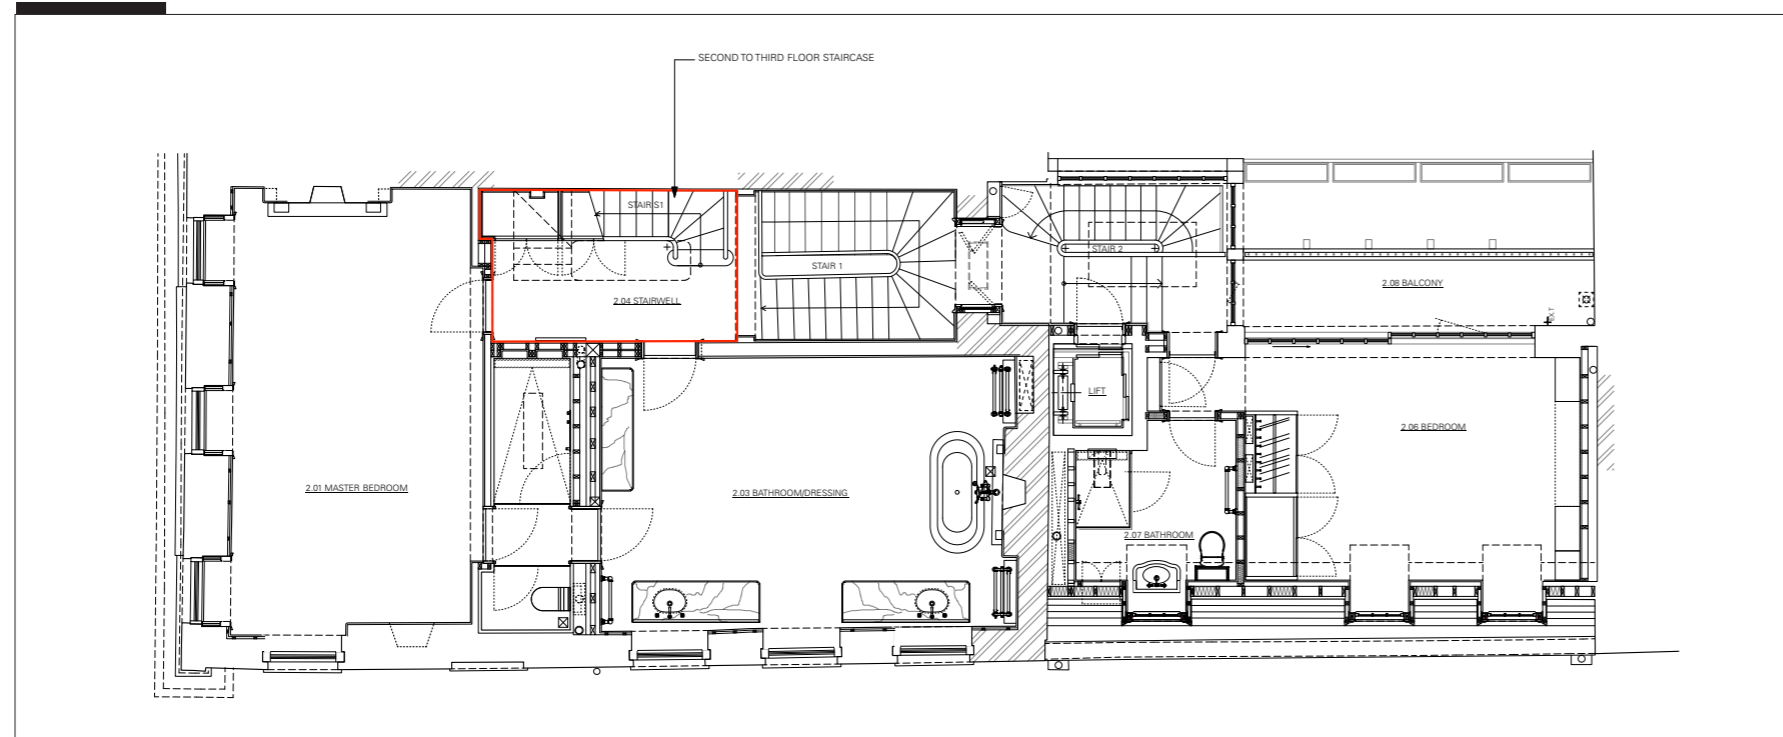 SECOND TO THIRD FLOOR STAIRCASE
STAIR S1
STAIR 1
STAIR 2
2.04 STAIRWELL
2.08 BALCONY
EXT
LIFT
2.06 BEDROOM
2.01 MASTER BEDROOM
2.03 BATHROOM/DRESSING
2.07 BATHROOM